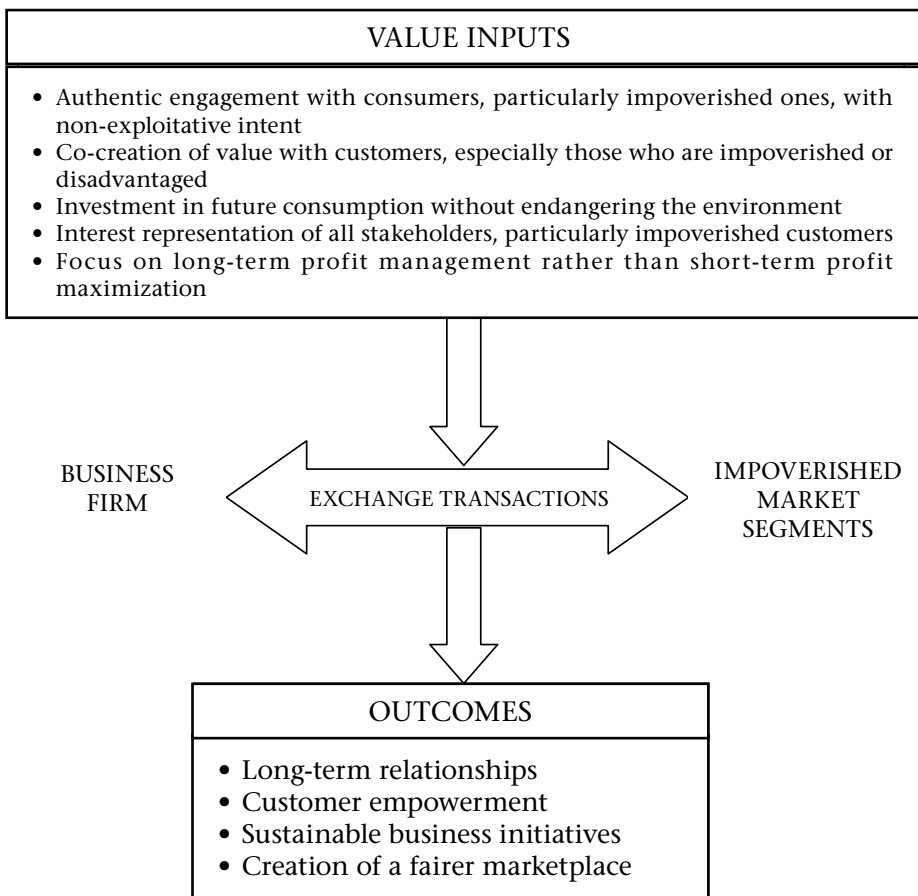 VALUE INPUTS
• Authentic engagement with consumers, particularly impoverished ones, with
non-exploitative intent
• Co-creation of value with customers, especially those who are impoverished or
disadvantaged
• Investment in future consumption without endangering the environment
• Interest representation of all stakeholders, particularly impoverished customers
• Focus on long-term profit management rather than short-term profit
maximization
BUSINESS
FIRM
EXCHANGE TRANSACTIONS
IMPOVERISHED
MARKET
SEGMENTS
OUTCOMES
• Long-term relationships
• Customer empowerment
• Sustainable business initiatives
• Creation of a fairer marketplace